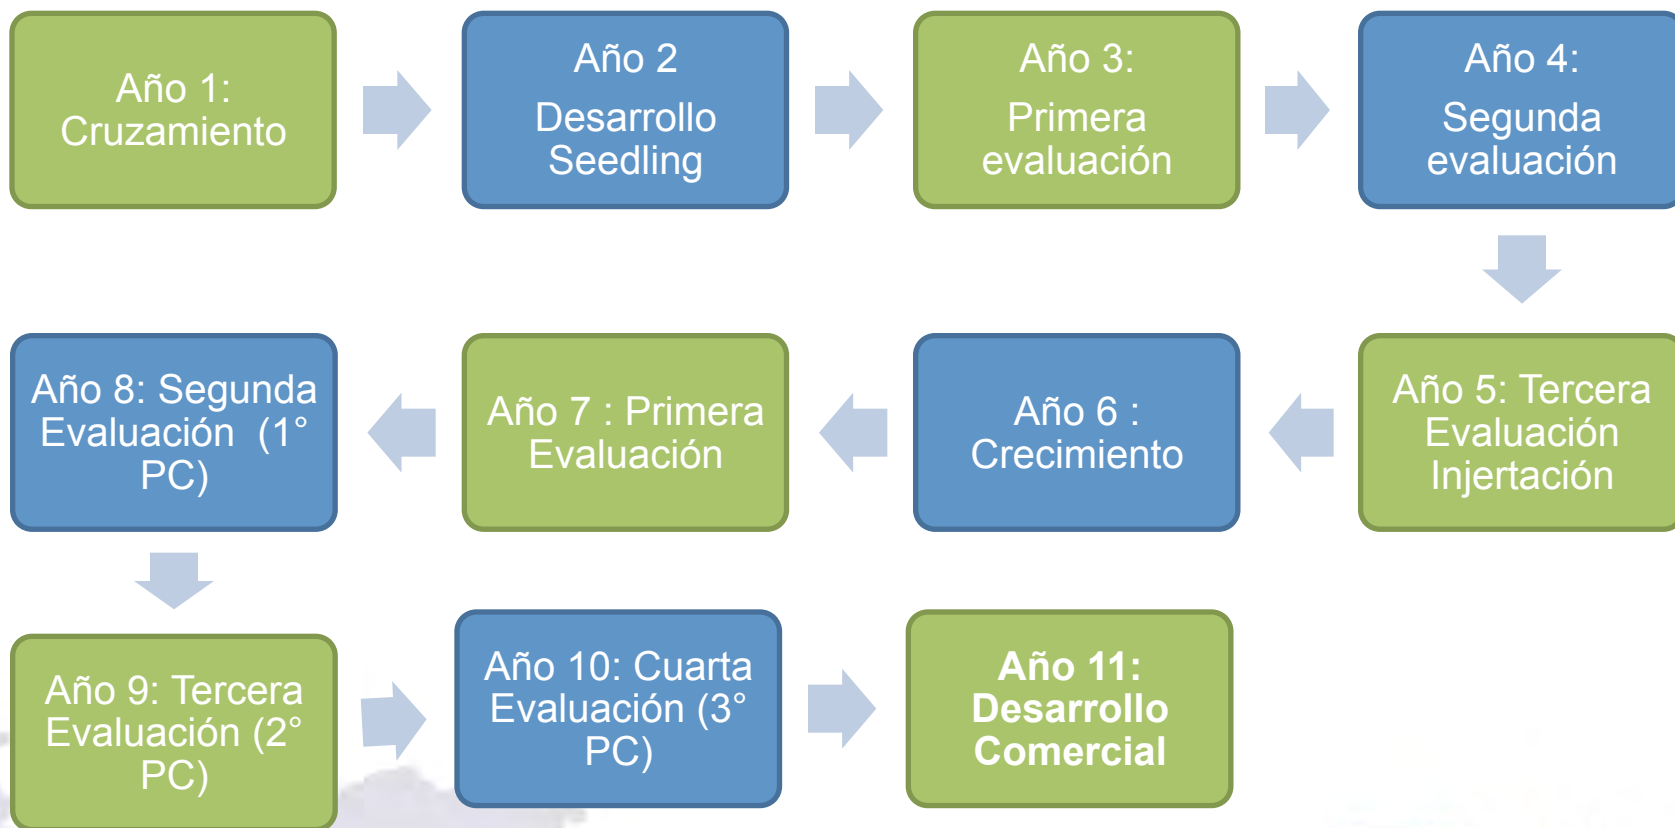 Año 1:
Cruzamiento
Año 2
Desarrollo
Seedling
Año 3:
Primera
evaluación
Año 4:
Segunda
evaluación
Año 5: Tercera
Evaluación
Injertación
Año 6 :
Crecimiento
Año 7 : Primera
Evaluación
Año 8: Segunda
Evaluación (1°
PC)
Año 9: Tercera
Evaluación (2°
PC)
Año 10: Cuarta
Evaluación (3°
PC)
Año 11:
Desarrollo
Comercial